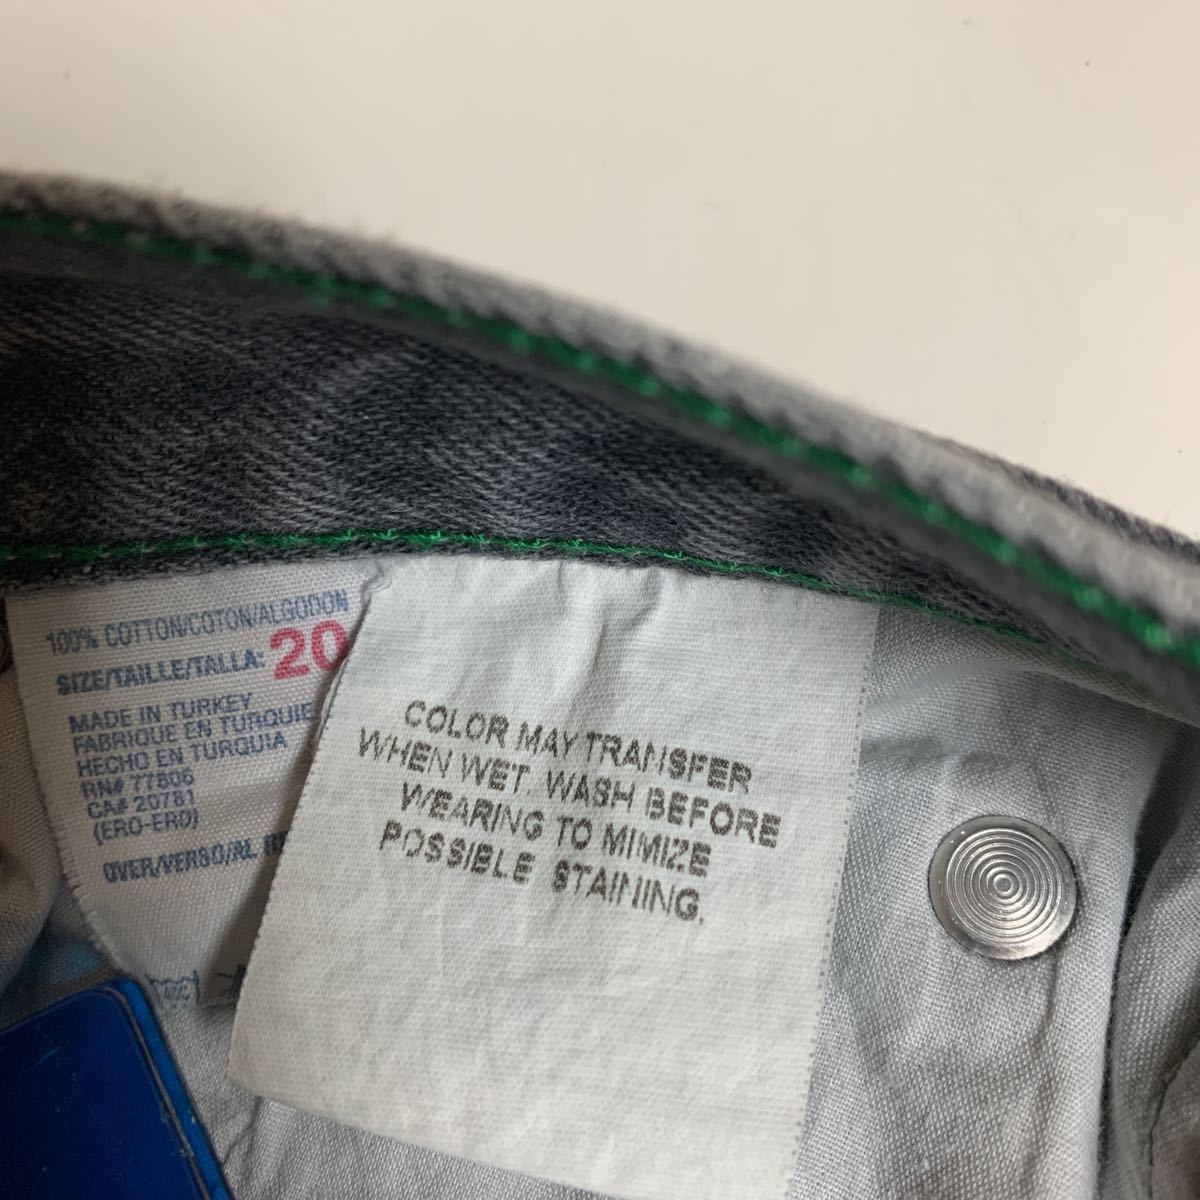 100% COTTON/COTON/ALGODON
SIZE/TAILLE/TALLA: 20
MADE IN TURKEY
FABRIQUE EN TURQUIE
HECHO EN TURQUIA
RN# 77806
CA# 20781
(ERO-ERO)
OVER/VERSO/AL
COLOR MAY TRANSFER
WHEN WET. WASH BEFORE
WEARING TO MIMIZE
POSSIBLE STAINING.